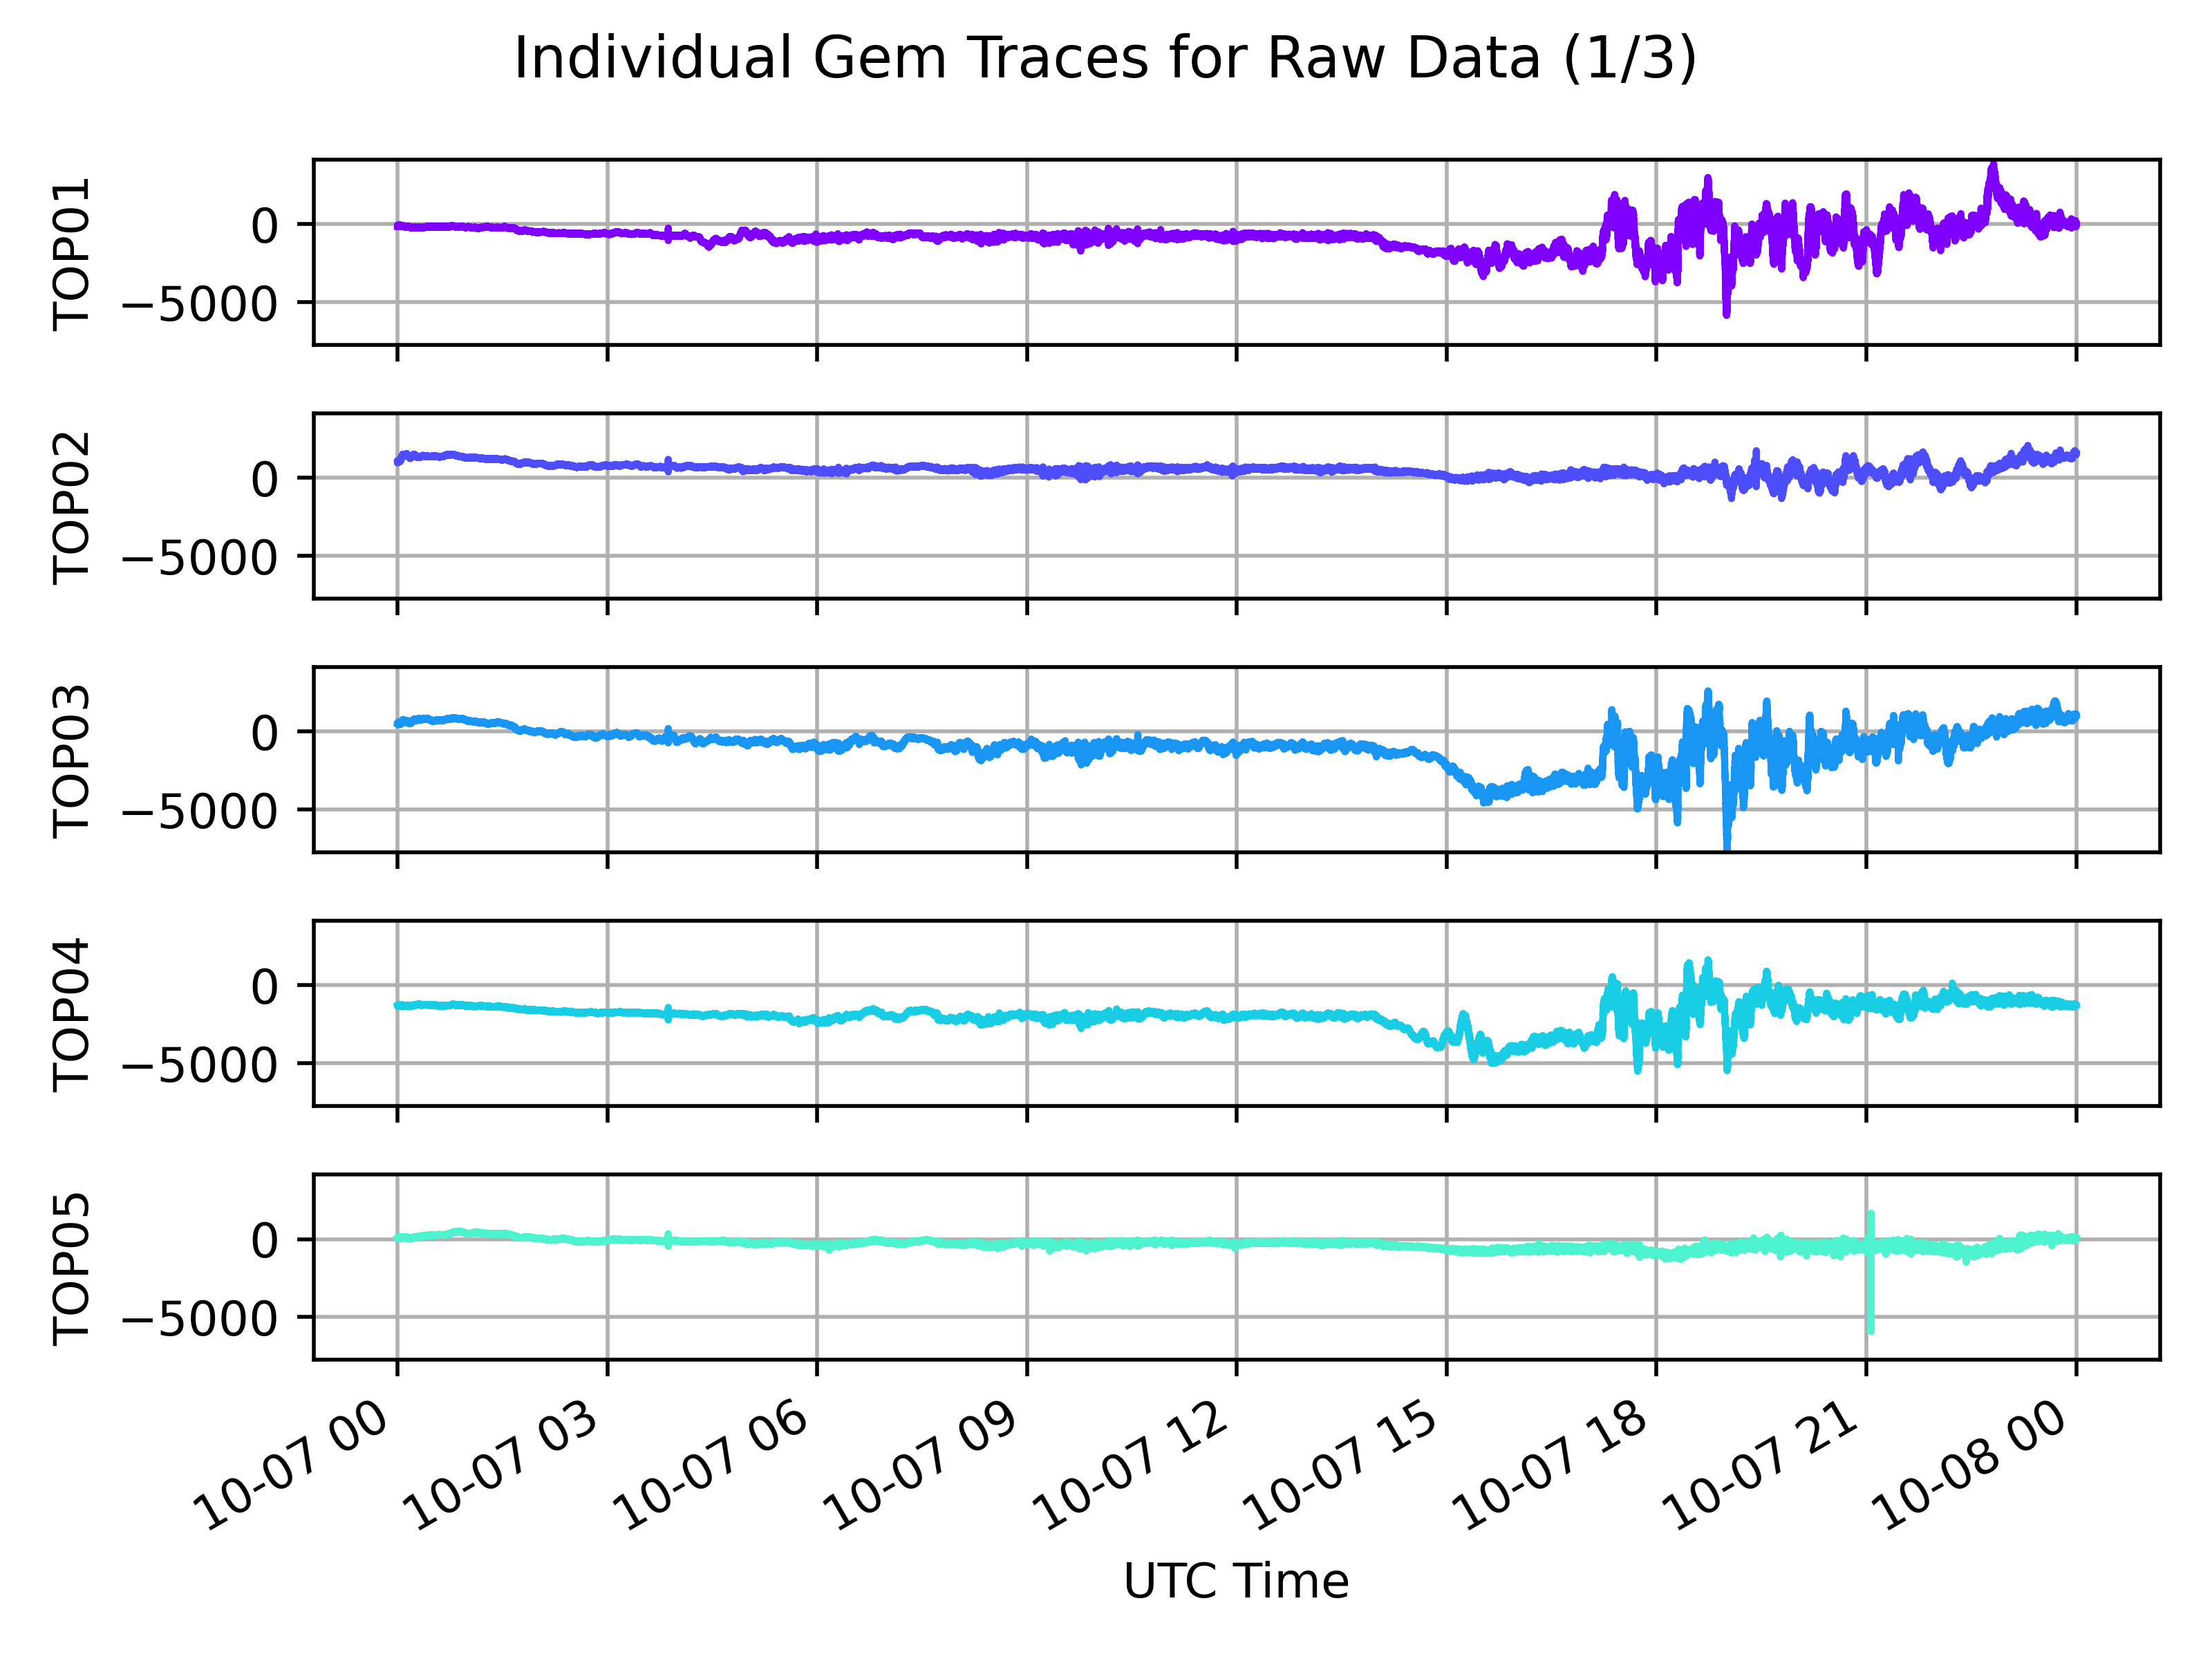 Individual Gem Traces for Raw Data (1/3)
TOP01
0
−5000
TOP02
0
−5000
TOP03
0
−5000
TOP04
0
−5000
TOP05
0
−5000
10-07 00
10-07 03
10-07 06
10-07 09
10-07 12
10-07 15
10-07 18
10-07 21
10-08 00
UTC Time